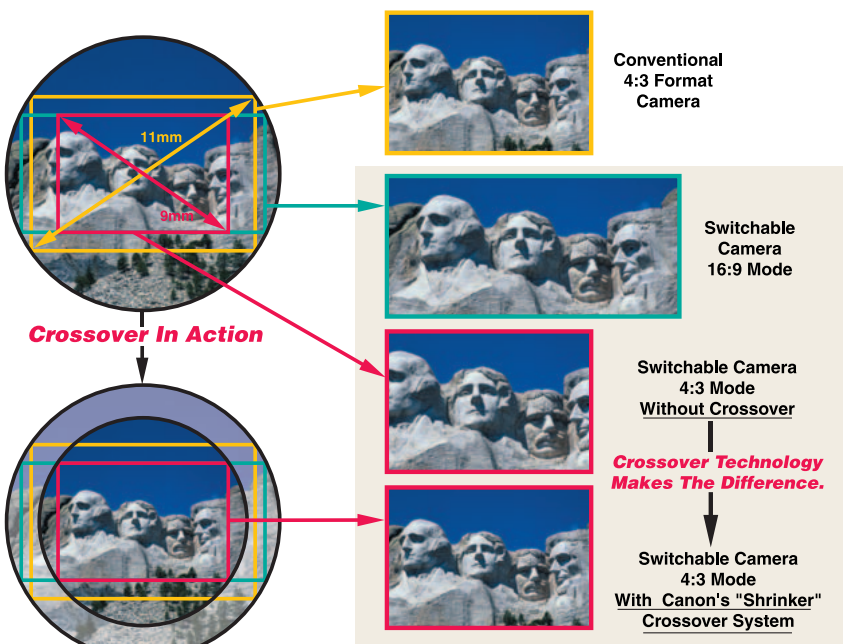 Conventional
4:3 Format
Camera
11mm
9mm
Switchable
Camera
16:9 Mode
Crossover In Action
Switchable Camera
4:3 Mode
Without Crossover
Crossover Technology
Makes The Difference.
Switchable Camera
4:3 Mode
With Canon's "Shrinker"
Crossover System